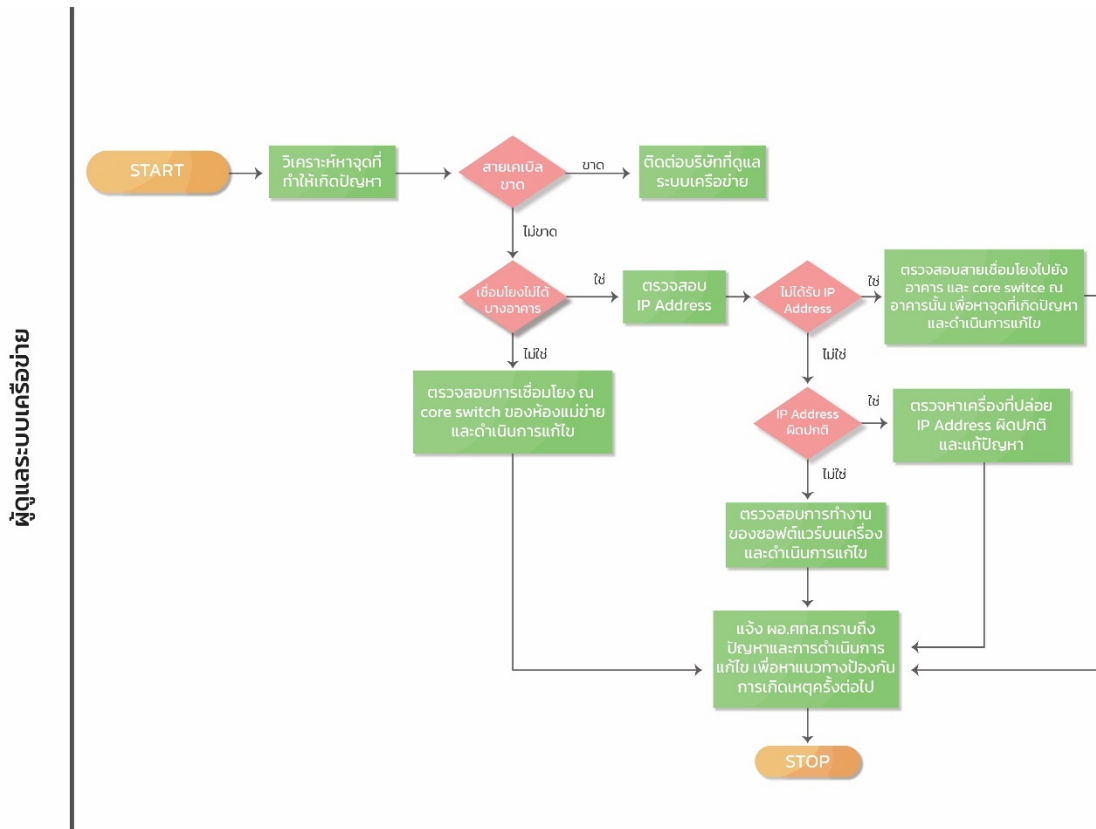 ผู้ดูแลระบบเครือข่าย
START
วิเคราะห์หาจุดที่
ทำให้เกิดปัญหา
สายเคเบิล
ขาด
ขาด
ติดต่อบริษัทที่ดูแล
ระบบเครือข่าย
ไม่ขาด
เชื่อมโยงไม่ได้
บางอาคาร
ใช่
ตรวจสอบ
IP Address
ไม่ได้รับ IP
Address
ใช่
ตรวจสอบสายเชื่อมโยงไปยัง
อาคาร และ core switce ณ
อาคารนั้น เพื่อหาจุดที่เกิดปัญหา
และดำเนินการแก้ไข
ไม่ใช่
ไม่ใช่
ตรวจสอบการเชื่อมโยง ณ
core switch ของห้องแม่ข่าย
และดำเนินการแก้ไข
IP Address
ผิดปกติ
ใช่
ตรวจหาเครื่องที่ปล่อย
IP Address ผิดปกติ
และแก้ปัญหา
ไม่ใช่
ตรวจสอบการทำงาน
ของซอฟต์แวร์บนเครื่อง
และดำเนินการแก้ไข
แจ้ง ผอ.ศทส.ทราบถึง
ปัญหาและการดำเนินการ
แก้ไข เพื่อหาแนวทางป้องกัน
การเกิดเหตุครั้งต่อไป
STOP